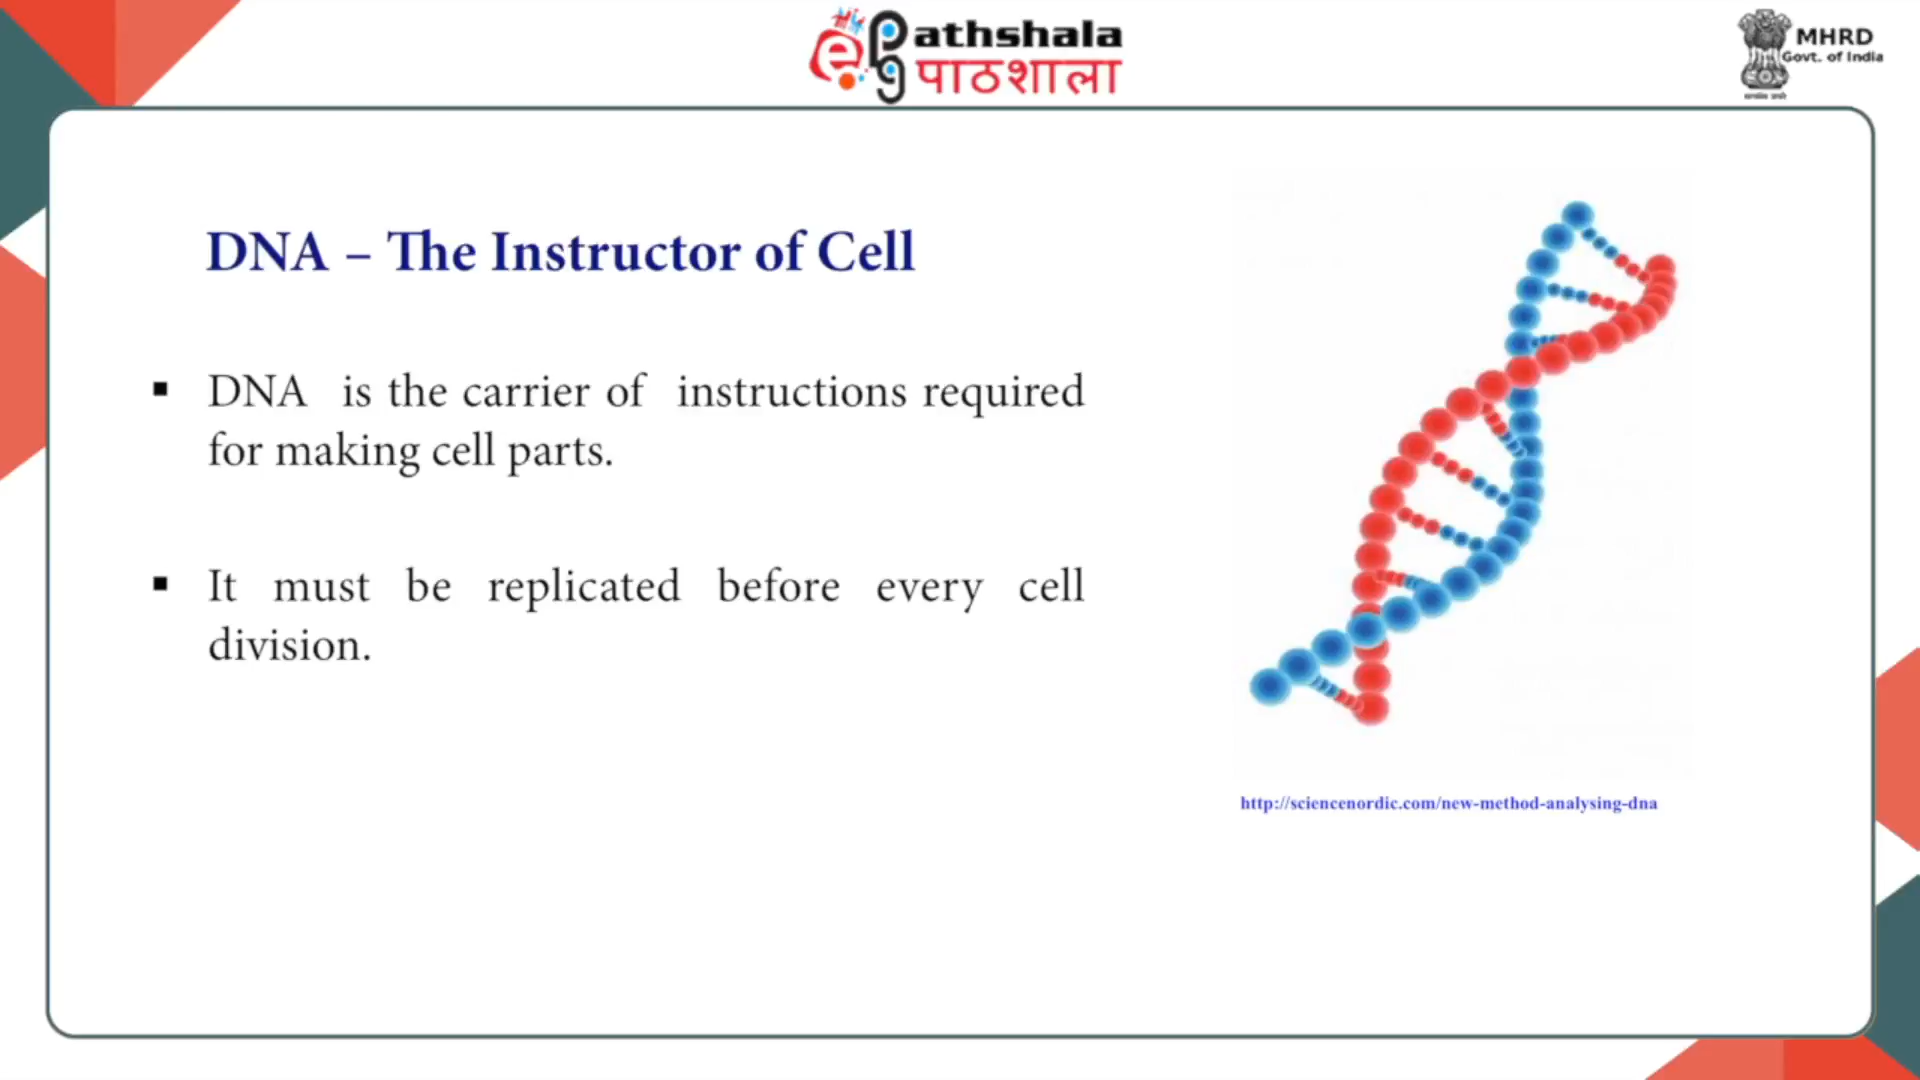 ePGPathshala
पाठशाला
MHRD
Govt. of India
DNA – The Instructor of Cell
▪ DNA is the carrier of instructions required
for making cell parts.
▪ It must be replicated before every cell
division.
http://sciencenordic.com/new-method-analysing-dna